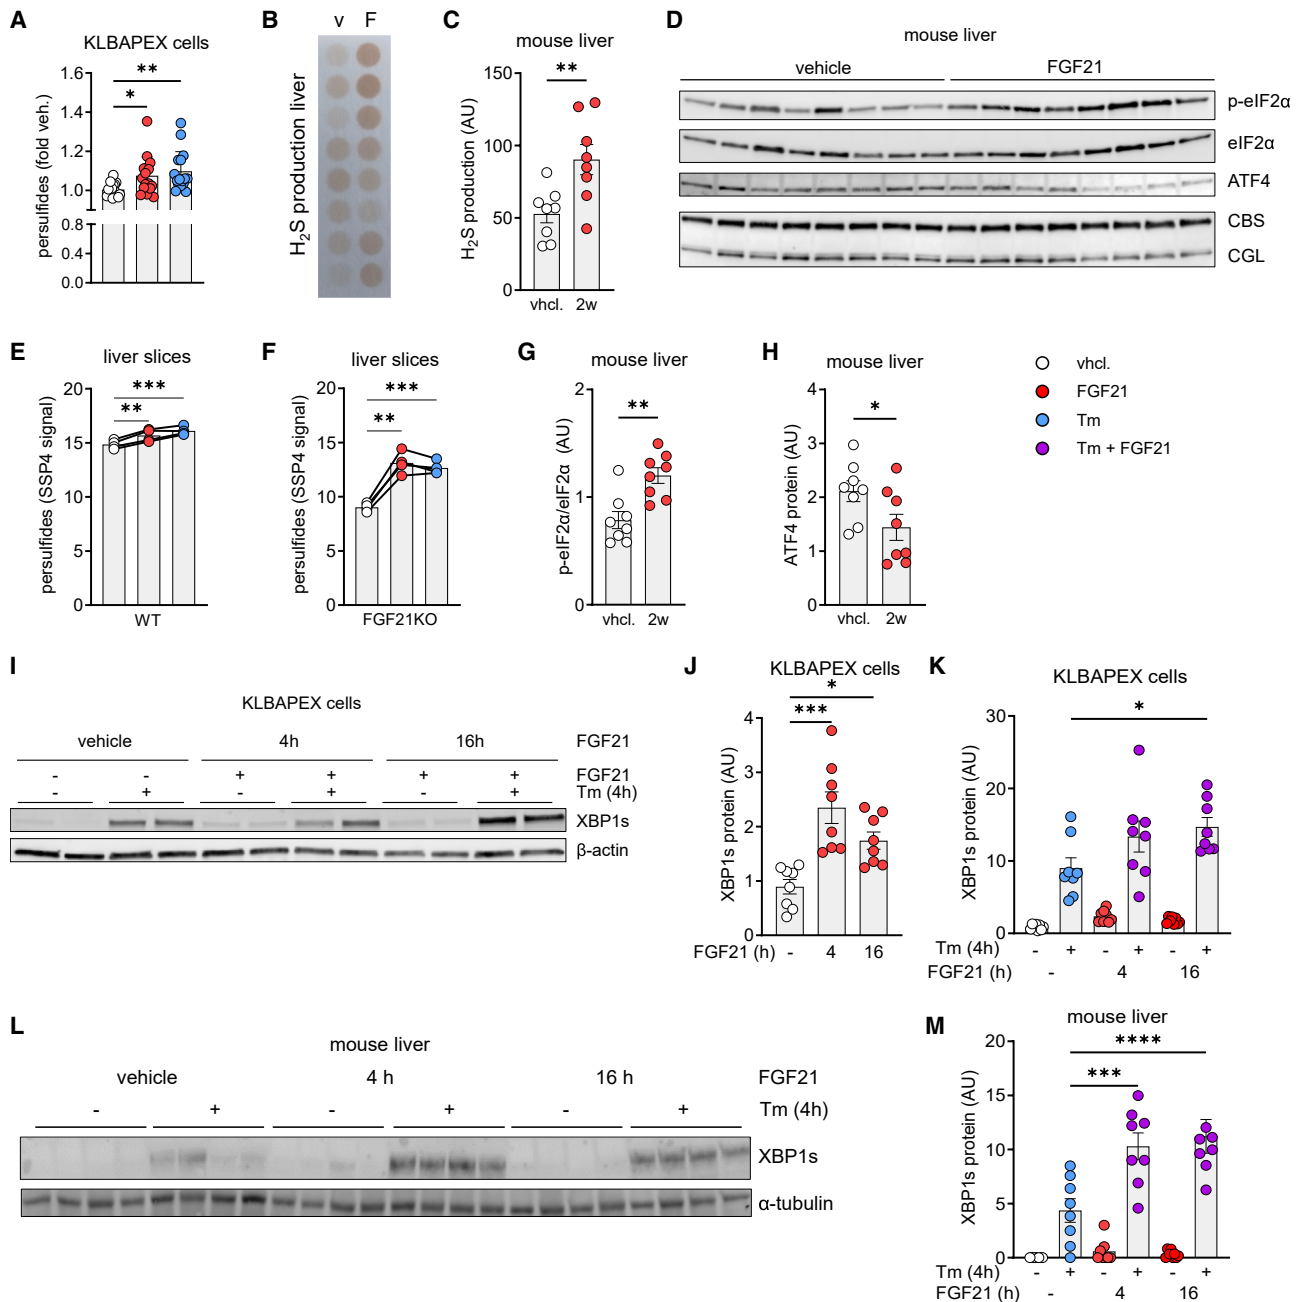 A
KLBAPEX cells
persulfides (fold veh.)
1.6
1.4
1.2
1.0
0.8
0.4
0.0
*
**
B
v F
H2S production liver
C
mouse liver
H2S production (AU)
150
100
50
0
**
vhcl. 2w
D
mouse liver
vehicle FGF21
p-eIF2α
eIF2α
ATF4
CBS
CGL
E
liver slices
persulfides (SSP4 signal)
20
15
10
5
0
***
**
WT
F
liver slices
persulfides (SSP4 signal)
20
15
10
5
0
***
**
FGF21KO
G
mouse liver
p-eIF2α/eIF2α (AU)
2
1
0
**
vhcl. 2w
H
mouse liver
ATF4 protein (AU)
4
3
2
1
0
*
vhcl. 2w
vhcl.
FGF21
Tm
Tm + FGF21
I
KLBAPEX cells
vehicle 4h 16h FGF21
- - + + + + FGF21
- + - + - + Tm (4h)
XBP1s
β-actin
J
KLBAPEX cells
XBP1s protein (AU)
4
3
2
1
0
*
***
FGF21 (h) - 4 16
K
KLBAPEX cells
XBP1s protein (AU)
30
20
10
0
*
Tm (4h) - + - + - +
FGF21 (h) - 4 16
L
mouse liver
vehicle 4 h 16 h FGF21
- + - + - + Tm (4h)
XBP1s
α-tubulin
M
mouse liver
XBP1s protein (AU)
20
15
10
5
0
****
***
Tm (4h) - + - + - +
FGF21 (h) - 4 16